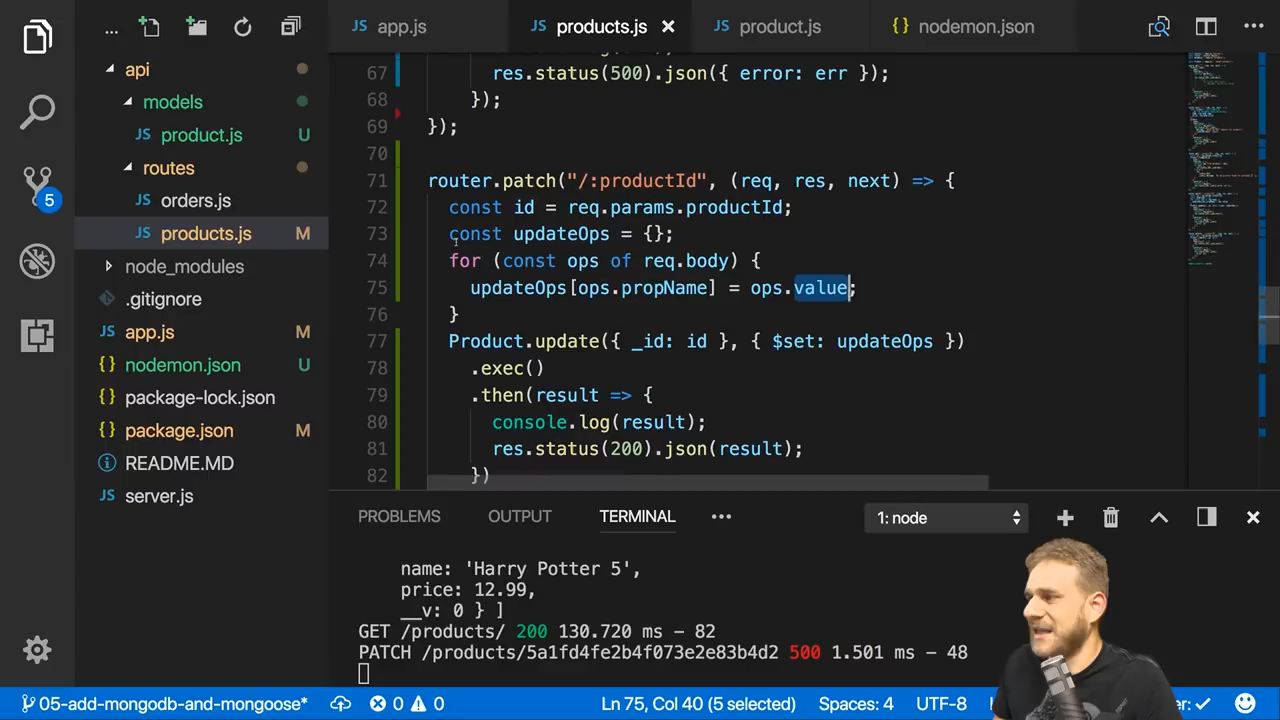 ...
app.js
products.js
product.js
nodemon.json
...
api
models
product.js U
routes
orders.js
products.js M
node_modules
.gitignore
app.js M
nodemon.json U
package-lock.json
package.json M
README.MD
server.js
5
67 res.status(500).json({ error: err });
68 });
69 });
70
71 router.patch("/:productId", (req, res, next) => {
72 const id = req.params.productId;
73 const updateOps = {};
74 for (const ops of req.body) {
75 updateOps[ops.propName] = ops.value;
76 }
77 Product.update({ _id: id }, { $set: updateOps })
78 .exec()
79 .then(result => {
80 console.log(result);
81 res.status(200).json(result);
82 })
PROBLEMS OUTPUT TERMINAL ... 1: node
name: 'Harry Potter 5',
price: 12.99,
__v: 0 } ]
GET /products/ 200 130.720 ms - 82
PATCH /products/5a1fd4fe2b4f073e2e83b4d2 500 1.501 ms - 48
05-add-mongodb-and-mongoose* 0 0 Ln 75, Col 40 (5 selected) Spaces: 4 UTF-8